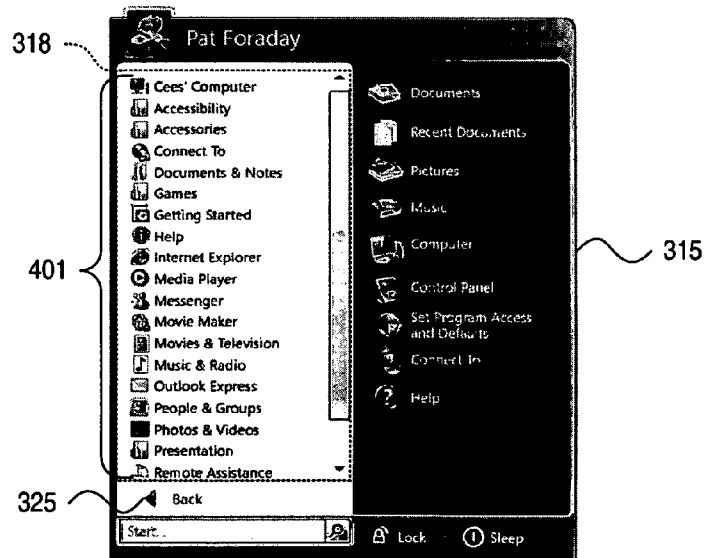 Pat Foraday
318
Cees' Computer
Accessibility
Accessories
Connect To
Documents & Notes
Games
Getting Started
Help
Internet Explorer
Media Player
Messenger
Movie Maker
Movies & Television
Music & Radio
Outlook Express
People & Groups
Photos & Videos
Presentation
Remote Assistance
401
325
Back
Start..
Documents
Recent Documents
Pictures
Music
Computer
Control Panel
Set Program Access
and Defaults
Connect To
Help
315
Lock
Sleep